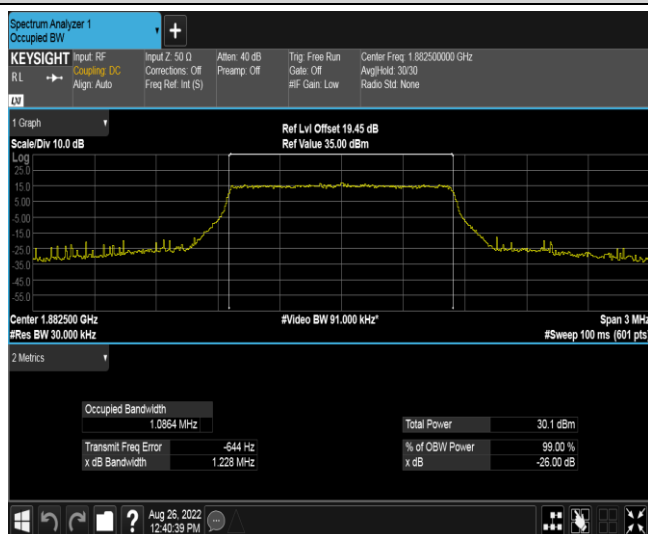 Spectrum Analyzer 1
Occupied BW
+
KEYSIGHT Input: RF Input Z: 50 Ω Atten: 40 dB Trig: Free Run Center Freq: 1.882500000 GHz
RL Coupling: DC Corrections: Off Preamp: Off Gate: Off Avg|Hold: 30/30
Align: Auto Freq Ref: Int (S) #IF Gain: Low Radio Std: None
LXI
1 Graph Ref Lvl Offset 19.45 dB
Scale/Div 10.0 dB Ref Value 35.00 dBm
Log
25.0
15.0
5.00
-5.00
-15.0
-25.0
-35.0
-45.0
-55.0
Center 1.882500 GHz #Video BW 91.000 kHz* Span 3 MHz
#Res BW 30.000 kHz #Sweep 100 ms (601 pts)
2 Metrics
Occupied Bandwidth
1.0864 MHz Total Power 30.1 dBm
Transmit Freq Error -644 Hz % of OBW Power 99.00 %
x dB Bandwidth 1.228 MHz x dB -26.00 dB
? Aug 26, 2022
12:40:39 PM